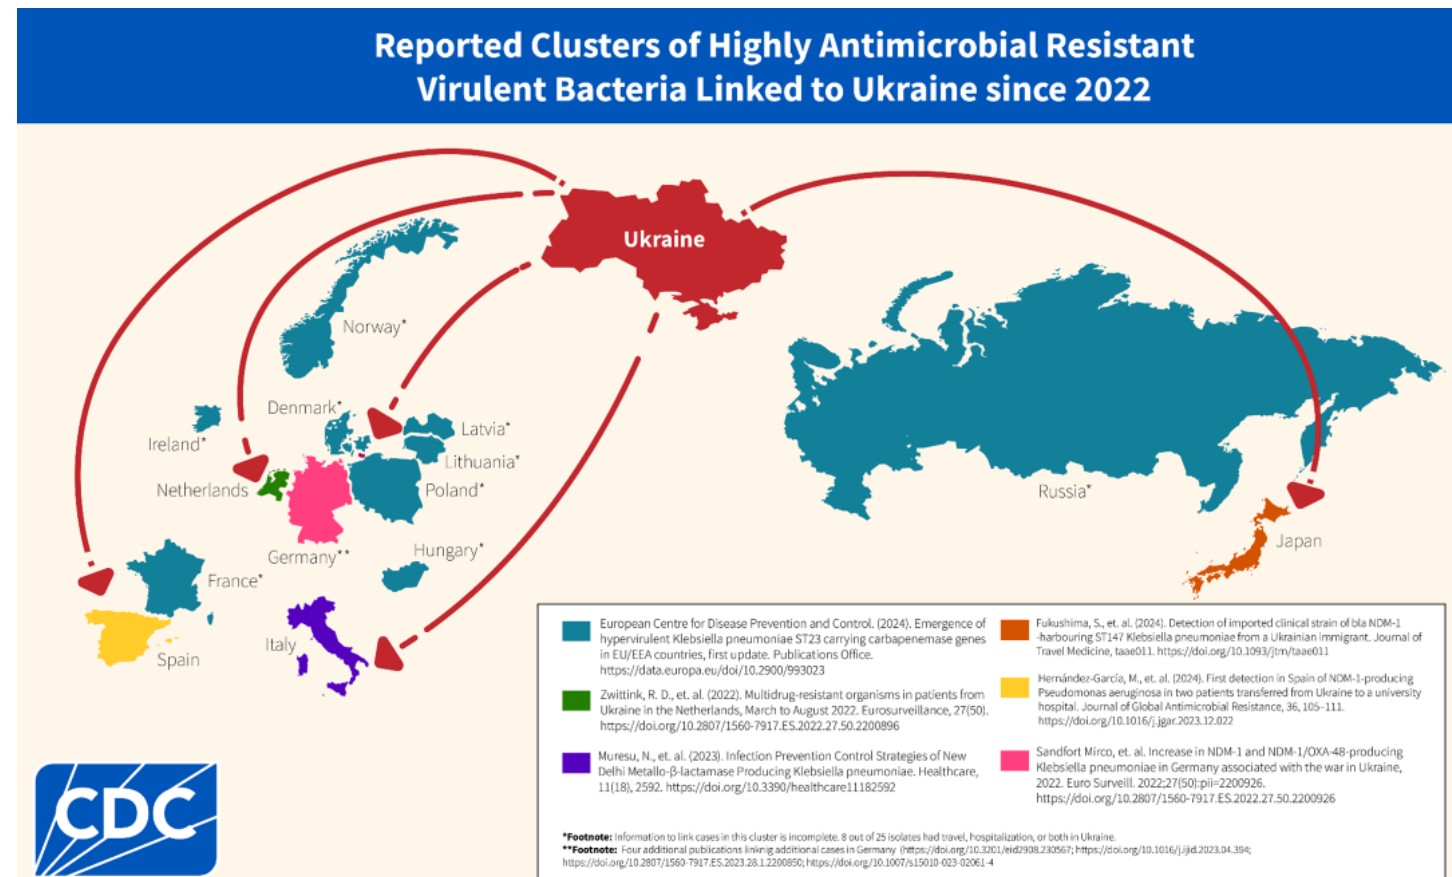 Reported Clusters of Highly Antimicrobial Resistant
Virulent Bacteria Linked to Ukraine since 2022
Ukraine
Norway*
Denmark*
Ireland*
Latvia*
Lithuania*
Netherlands
Poland*
Russia*
Germany**
Hungary*
France*
Japan
Italy
Spain
European Centre for Disease Prevention and Control. (2024). Emergence of
hypervirulent Klebsiella pneumoniae ST23 carrying carbapenemase genes
in EU/EEA countries, first update. Publications Office.
https://data.europa.eu/doi/10.2900/993023
Zwittink, R. D., et. al. (2022). Multidrug-resistant organisms in patients from
Ukraine in the Netherlands, March to August 2022. Eurosurveillance, 27(50).
https://doi.org/10.2807/1560-7917.ES.2022.27.50.2200896
Muresu, N., et. al. (2023). Infection Prevention Control Strategies of New
Delhi Metallo-β-lactamase Producing Klebsiella pneumoniae. Healthcare,
11(18), 2592. https://doi.org/10.3390/healthcare11182592
Fukushima, S., et. al. (2024). Detection of imported clinical strain of bla NDM-1
-harbouring ST147 Klebsiella pneumoniae from a Ukrainian immigrant. Journal of
Travel Medicine, taae011. https://doi.org/10.1093/jtm/taae011
Hernández-García, M., et. al. (2024). First detection in Spain of NDM-1-producing
Pseudomonas aeruginosa in two patients transferred from Ukraine to a university
hospital. Journal of Global Antimicrobial Resistance, 36, 105–111.
https://doi.org/10.1016/j.jgar.2023.12.022
Sandfort Mirco, et. al. Increase in NDM-1 and NDM-1/OXA-48-producing
Klebsiella pneumoniae in Germany associated with the war in Ukraine,
2022. Euro Surveill. 2022;27(50):pii=2200926.
https://doi.org/10.2807/1560-7917.ES.2022.27.50.2200926
*Footnote: Information to link cases in this cluster is incomplete. 8 out of 25 isolates had travel, hospitalization, or both in Ukraine.
**Footnote: Four additional publications linknig additional cases in Germany (https://doi.org/10.3201/eid2908.230567; https://doi.org/10.1016/j.ijid.2023.04.394;
https://doi.org/10.2807/1560-7917.ES.2023.28.1.2200850; https://doi.org/10.1007/s15010-023-02061-4
CDC